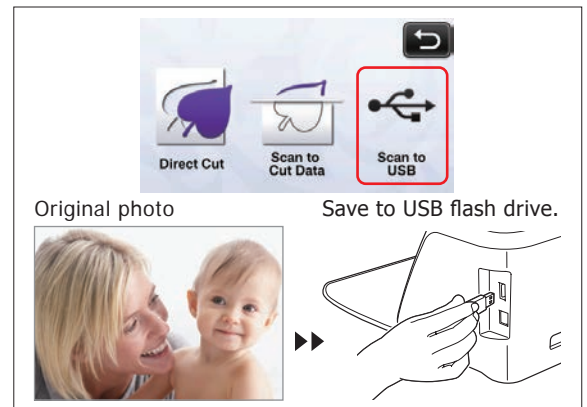 Direct Cut
Scan to
Cut Data
Scan to
USB
Original photo
Save to USB flash drive.